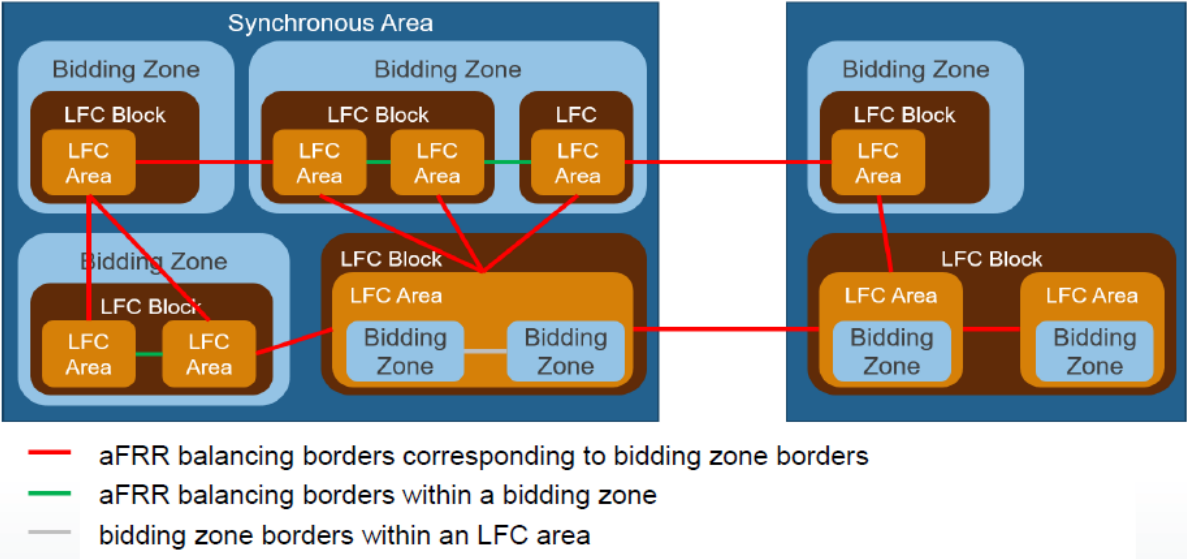 Synchronous Area
Bidding Zone
LFC Block
LFC
Area
Bidding Zone
LFC Block
LFC
Area
LFC
Area
LFC
LFC
Area
Bidding Zone
LFC Block
LFC
Area
Bidding Zone
LFC Block
LFC
Area
LFC
Area
LFC Block
LFC Area
Bidding
Zone
Bidding
Zone
LFC Block
LFC Area
Bidding
Zone
LFC Area
Bidding
Zone
aFRR balancing borders corresponding to bidding zone borders
aFRR balancing borders within a bidding zone
bidding zone borders within an LFC area